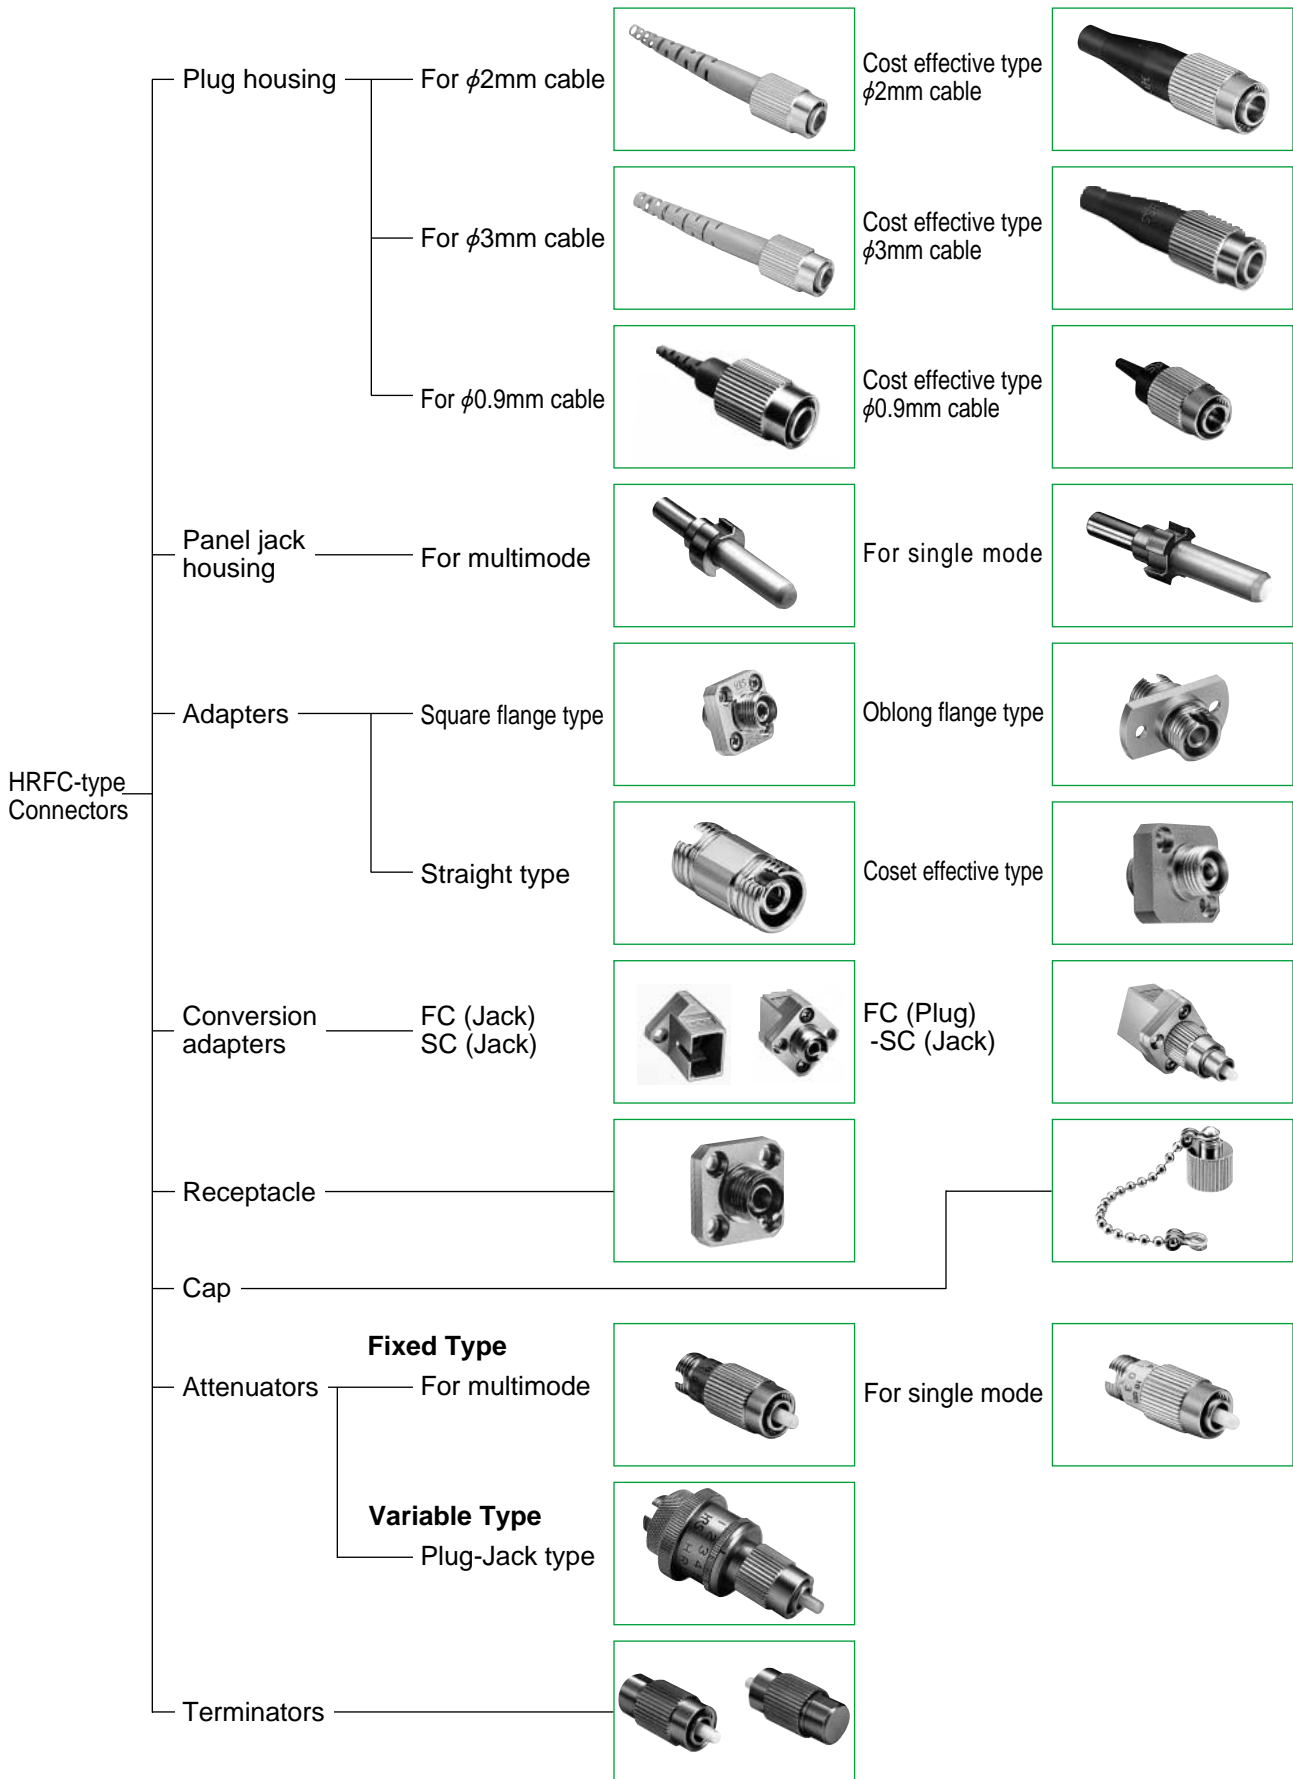 Plug housing
For φ2mm cable
Cost effective type
φ2mm cable
For φ3mm cable
Cost effective type
φ3mm cable
For φ0.9mm cable
Cost effective type
φ0.9mm cable
Panel jack
housing
For multimode
For single mode
Adapters
Square flange type
Oblong flange type
HRFC-type
Connectors
Straight type
Coset effective type
Conversion
adapters
FC (Jack)
SC (Jack)
FC (Plug)
-SC (Jack)
Receptacle
Cap
Attenuators
Fixed Type
For multimode
For single mode
Variable Type
Plug-Jack type
Terminators